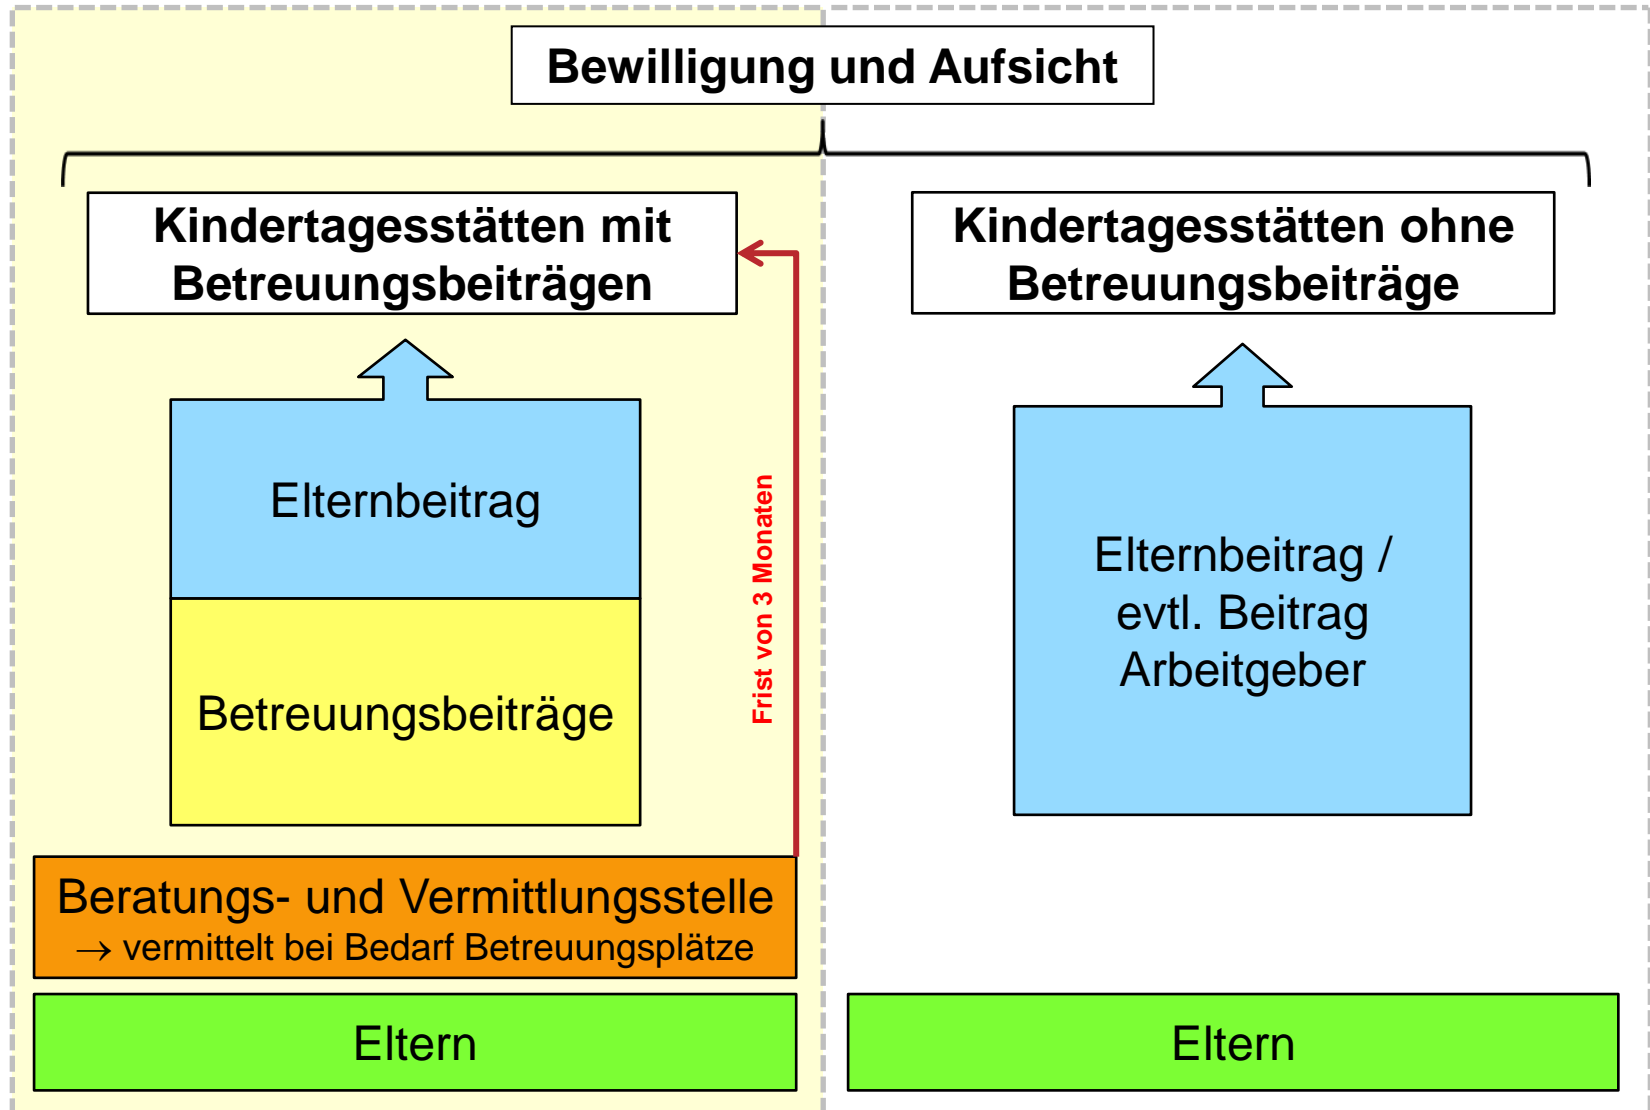 Bewilligung und Aufsicht
Kindertagesstätten mit
Betreuungsbeiträgen
Elternbeitrag
Betreuungsbeiträge
Frist von 3 Monaten
Beratungs- und Vermittlungsstelle
→ vermittelt bei Bedarf Betreuungsplätze
Eltern
Kindertagesstätten ohne
Betreuungsbeiträge
Elternbeitrag /
evtl. Beitrag
Arbeitgeber
Eltern